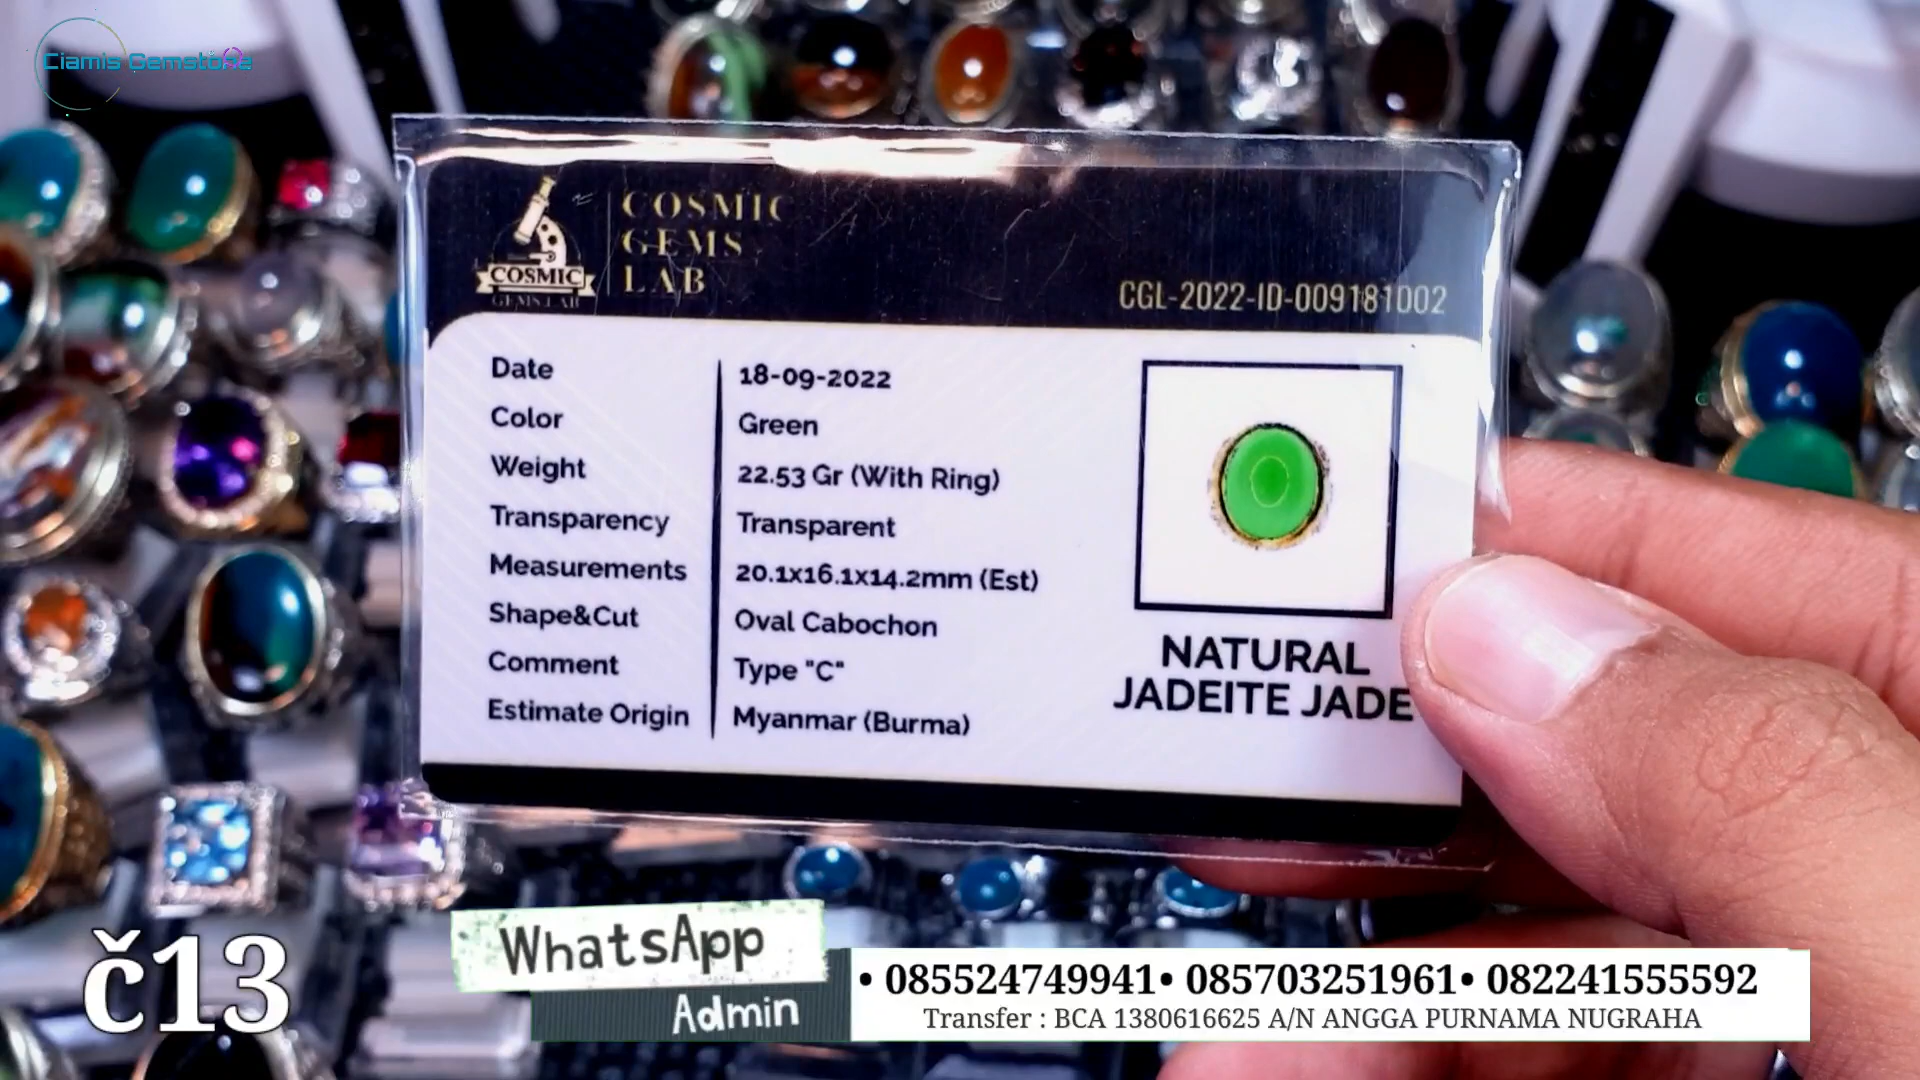 Ciamis Gemstone
COSMIC
GEMS LAB
COSMIC
GEMS
LAB
CGL-2022-ID-009181002
Date 18-09-2022
Color Green
Weight 22.53 Gr (With Ring)
Transparency Transparent
Measurements 20.1x16.1x14.2mm (Est)
Shape&Cut Oval Cabochon
Comment Type "C"
Estimate Origin Myanmar (Burma)
NATURAL
JADEITE JADE
č13
WhatsApp
Admin
• 085524749941• 085703251961• 082241555592
Transfer : BCA 1380616625 A/N ANGGA PURNAMA NUGRAHA